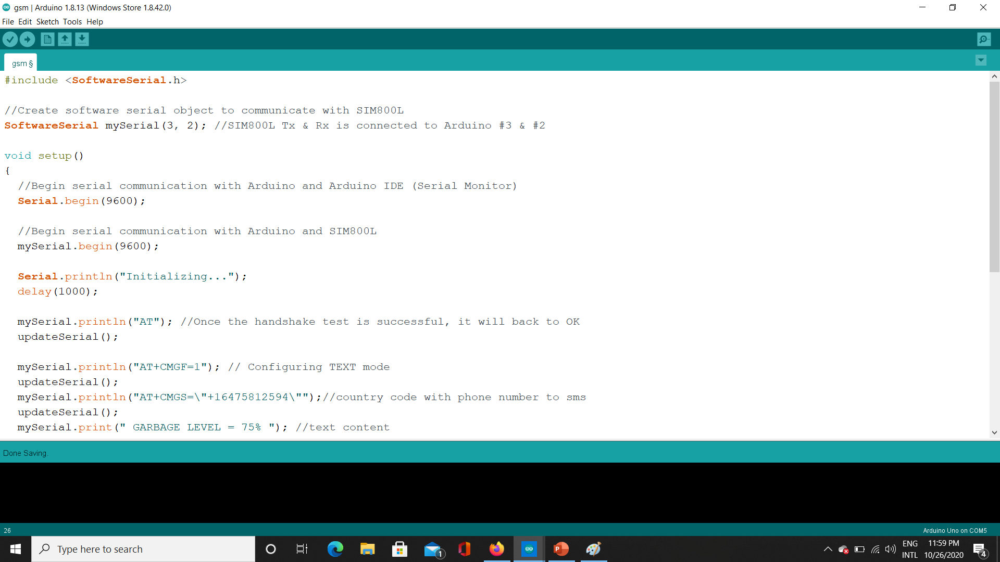 gsm | Arduino 1.8.13 (Windows Store 1.8.42.0)
File Edit Sketch Tools Help
gsm §
#include <SoftwareSerial.h>
//Create software serial object to communicate with SIM800L
SoftwareSerial mySerial(3, 2); //SIM800L Tx & Rx is connected to Arduino #3 & #2
void setup()
{
//Begin serial communication with Arduino and Arduino IDE (Serial Monitor)
Serial.begin(9600);
//Begin serial communication with Arduino and SIM800L
mySerial.begin(9600);
Serial.println("Initializing...");
delay(1000);
mySerial.println("AT"); //Once the handshake test is successful, it will back to OK
updateSerial();
mySerial.println("AT+CMGF=1"); // Configuring TEXT mode
updateSerial();
mySerial.println("AT+CMGS=\"+16475812594\"");//country code with phone number to sms
updateSerial();
mySerial.print(" GARBAGE LEVEL = 75% "); //text content
Done Saving.
26
Arduino Uno on COM5
Type here to search
1
P
ENG
INTL
11:59 PM
10/26/2020
4